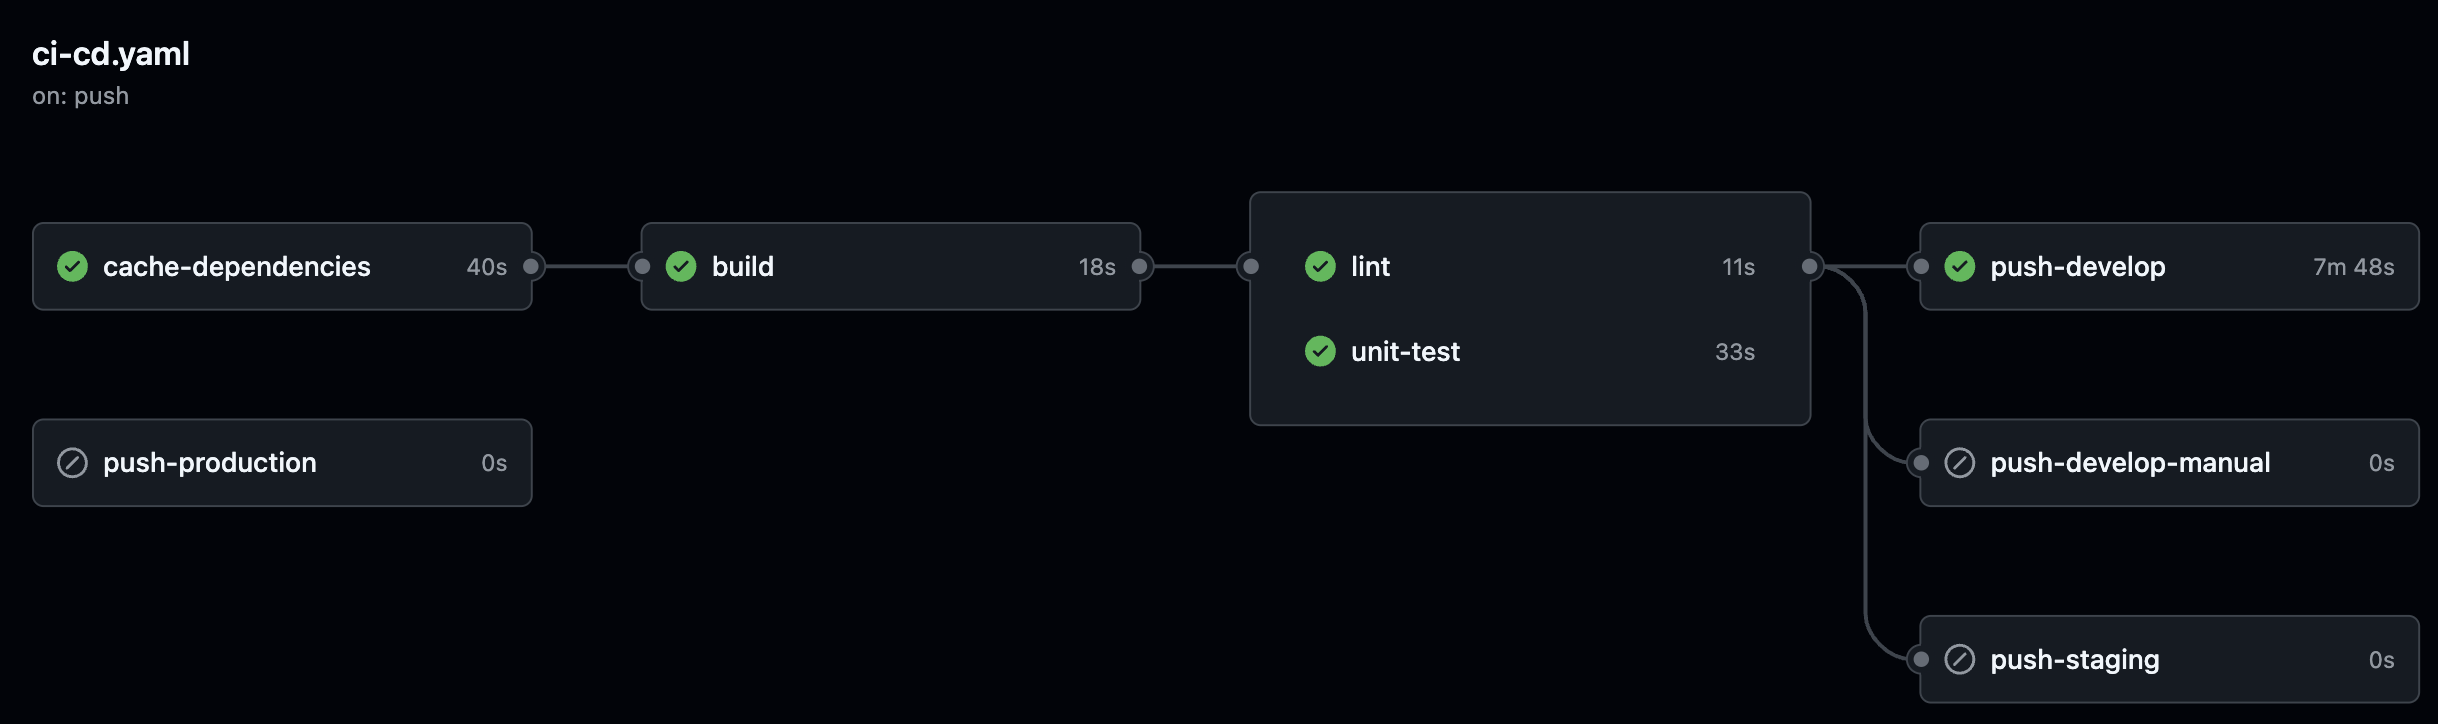 ci-cd.yaml
on: push
cache-dependencies 40s
build 18s
lint 11s
unit-test 33s
push-develop 7m 48s
push-production 0s
push-develop-manual 0s
push-staging 0s